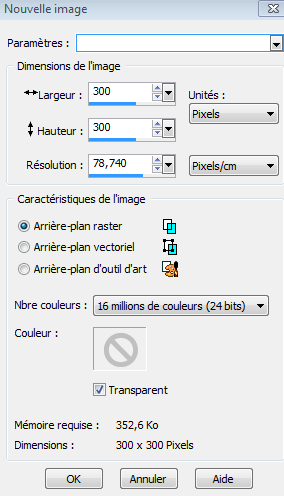 Nouvelle image
Paramètres :
Dimensions de l'image
Largeur : 300
Unités :
Pixels
Hauteur : 300
Résolution : 78,740 Pixels/cm
Caractéristiques de l'image
Arrière-plan raster
Arrière-plan vectoriel
Arrière-plan d'outil d'art
Nbre couleurs : 16 millions de couleurs (24 bits)
Couleur :
Transparent
Mémoire requise : 352,6 Ko
Dimensions : 300 x 300 Pixels
OK Annuler Aide